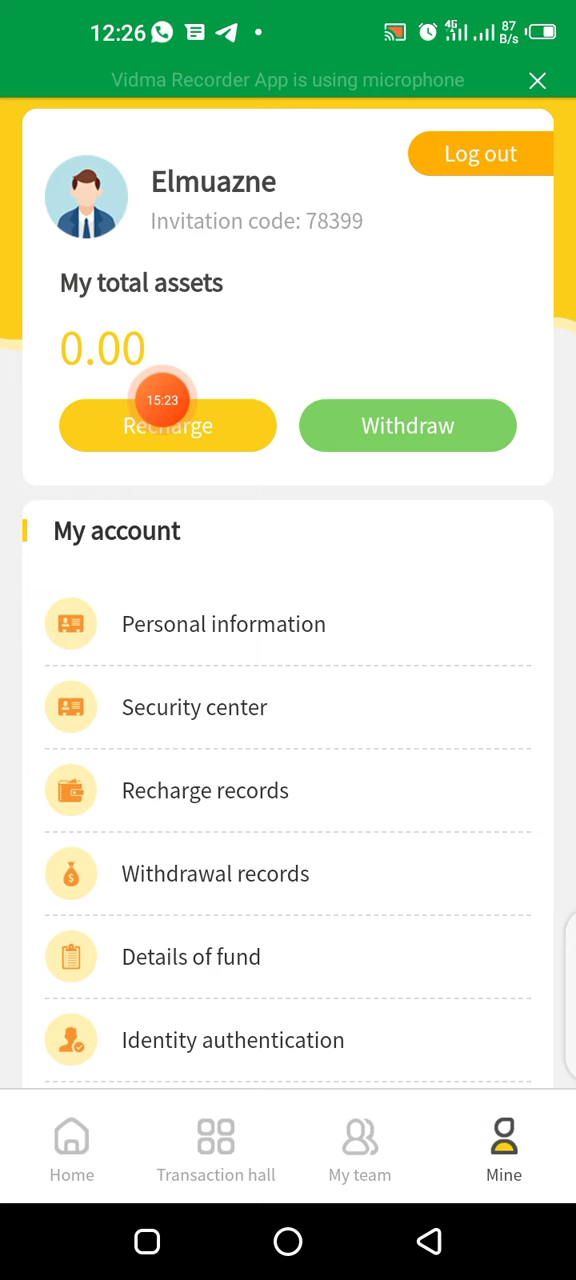 12:26
4G
87
B/s
Vidma Recorder App is using microphone
Log out
Elmuazne
Invitation code: 78399
My total assets
0.00
15:23
Recharge
Withdraw
My account
Personal information
Security center
Recharge records
Withdrawal records
$
Details of fund
Identity authentication
Home
Transaction hall
My team
Mine